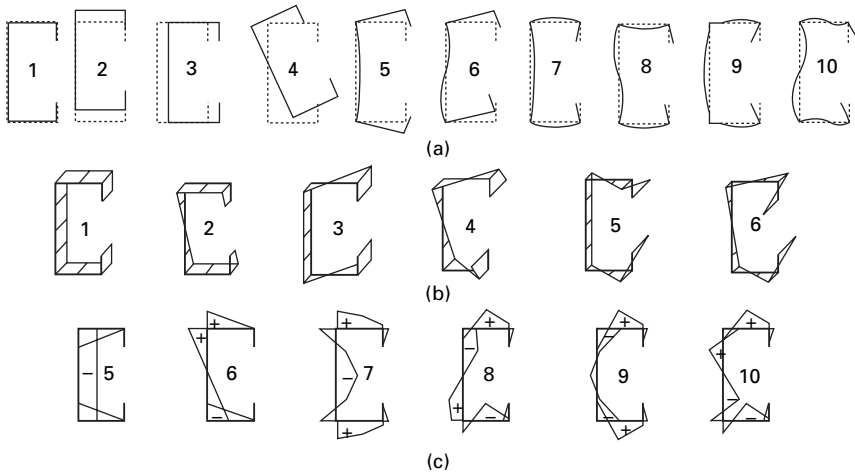 1 2 3 4 5 6 7 8 9 10
(a)
1 2 3 4 5 6
(b)
+ + + + + +
− 5 6 7 − 8 − 9 10
+ − + − + − + −
(c)